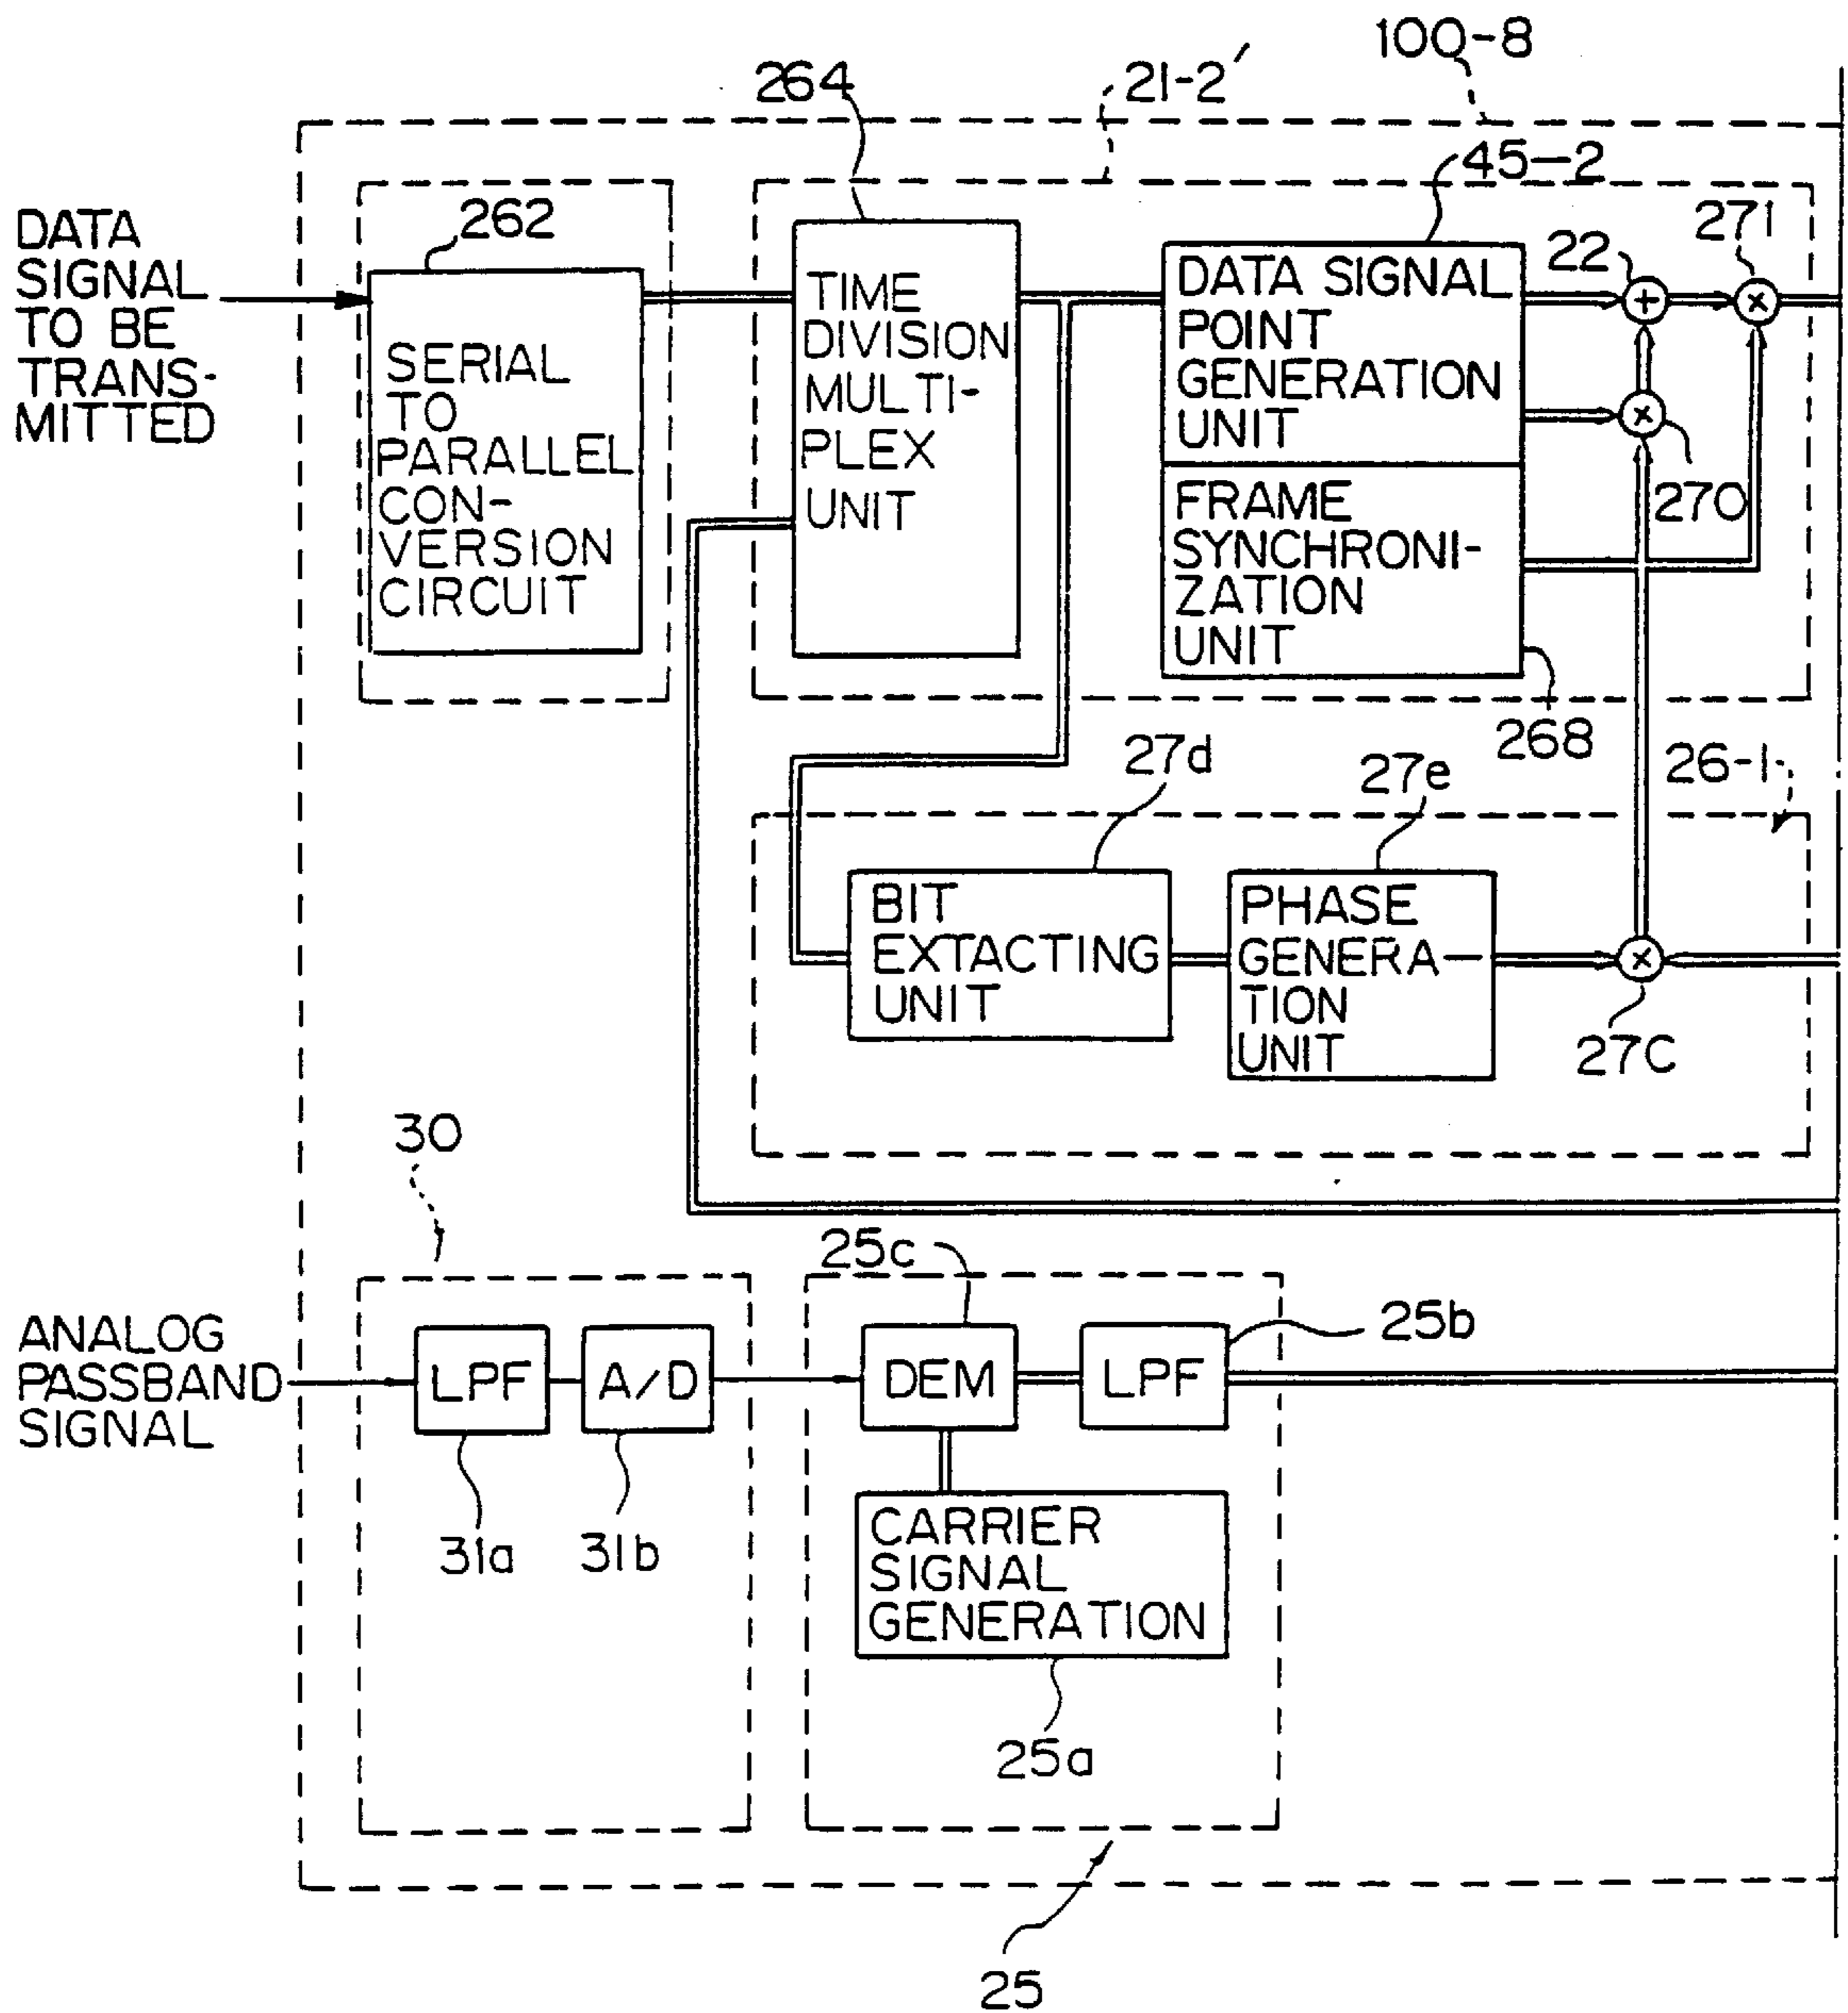 100-8
264
21-2'
45-2
DATA
SIGNAL
TO BE
TRANS-
MITTED
262
SERIAL
TO
PARALLEL
CON-
VERSION
CIRCUIT
TIME
DIVISION
MULTI-
PLEX
UNIT
DATA SIGNAL
POINT
GENERATION
UNIT
FRAME
SYNCHRONI-
ZATION
UNIT
22
+
271
×
×
270
268
26-1
27d
27e
BIT
EXTACTING
UNIT
PHASE
GENERA-
TION
UNIT
×
27C
30
25c
25b
ANALOG
PASSBAND
SIGNAL
LPF
A/D
DEM
LPF
31a
31b
CARRIER
SIGNAL
GENERATION
25a
25